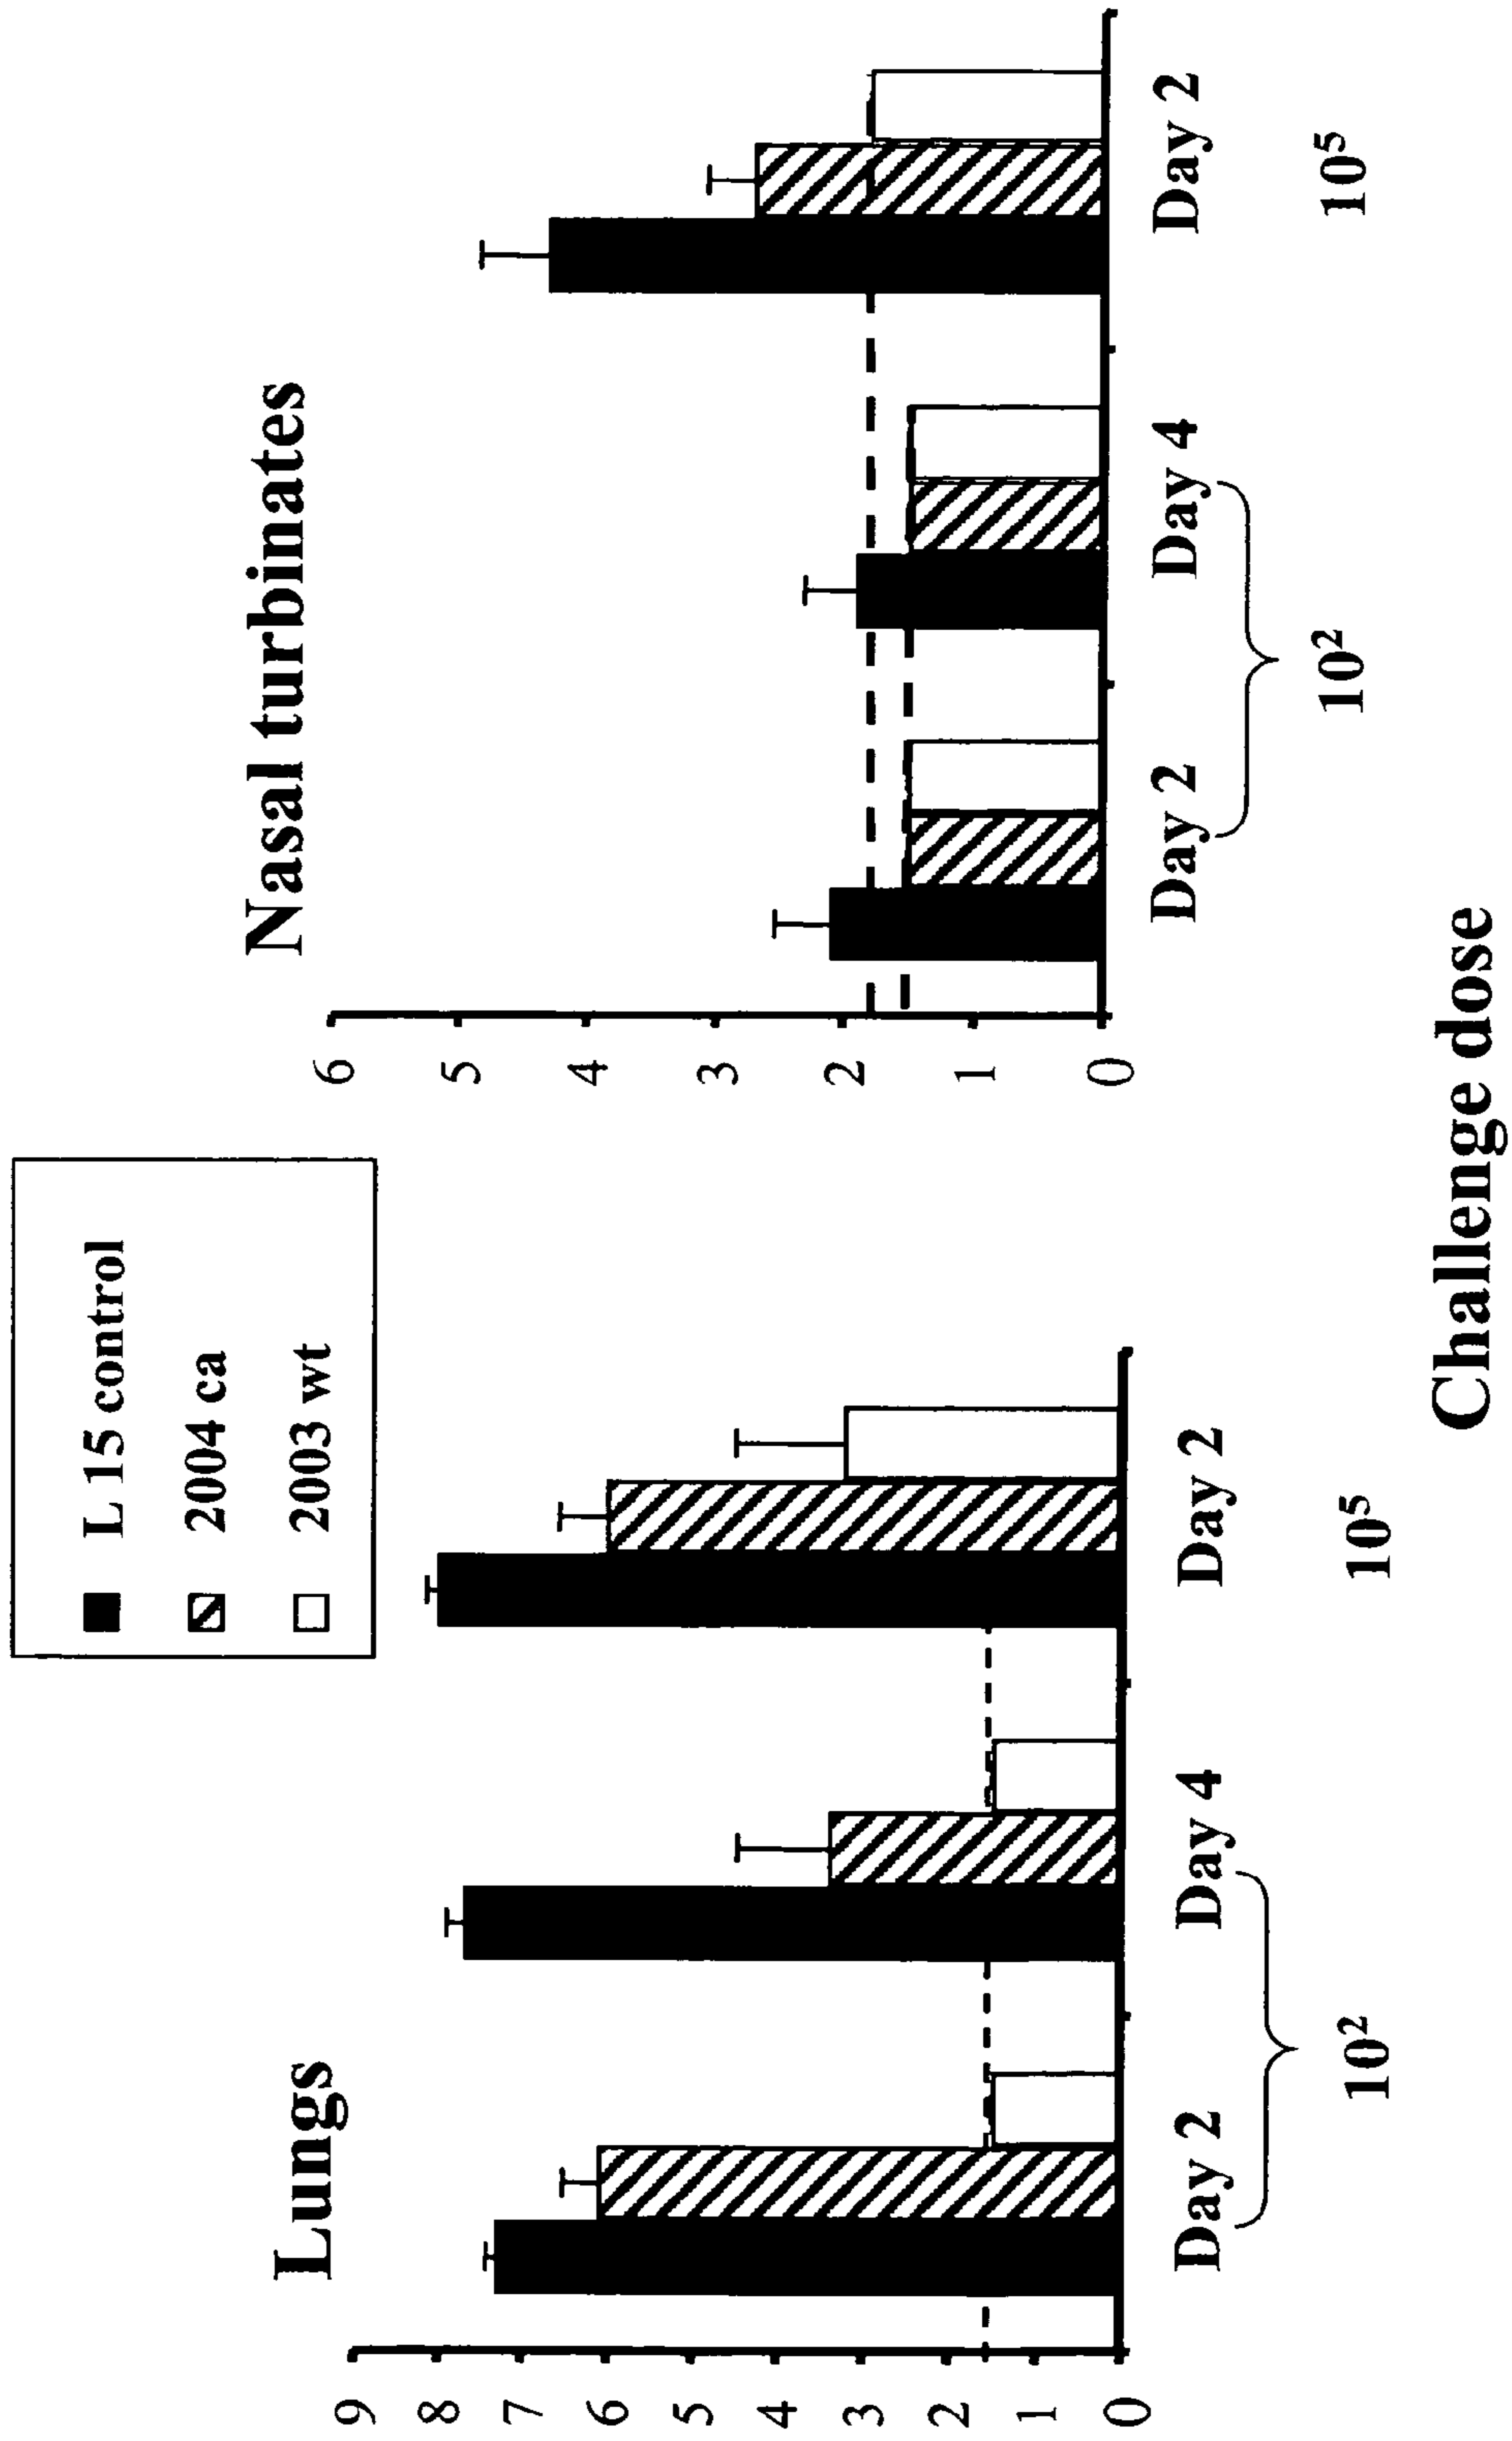 L 15 control
2004 ca
2003 wt
Lungs
9
8
7
6
5
4
3
2
1
0
Day 2
Day 4
Day 2
10²
10⁵
Nasal turbinates
6
5
4
3
2
1
0
Day 2
Day 4
Day 2
10²
10⁵
Challenge dose